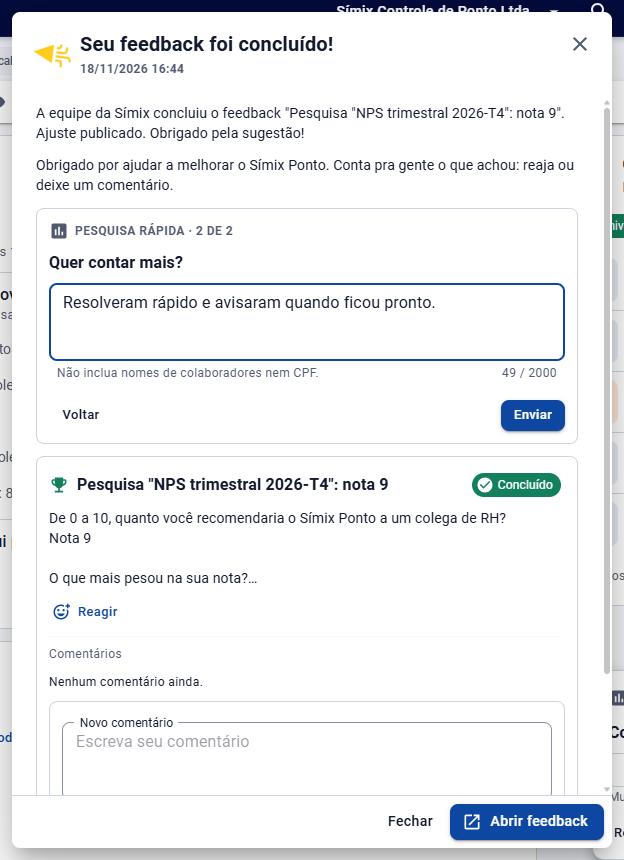 Símix Controle de Ponto Ltda
Seu feedback foi concluído!
18/11/2026 16:44
A equipe da Símix concluiu o feedback "Pesquisa "NPS trimestral 2026-T4": nota 9".
Ajuste publicado. Obrigado pela sugestão!
Obrigado por ajudar a melhorar o Símix Ponto. Conta pra gente o que achou: reaja ou
deixe um comentário.
PESQUISA RÁPIDA · 2 DE 2
Quer contar mais?
Resolveram rápido e avisaram quando ficou pronto.
Não inclua nomes de colaboradores nem CPF.
49 / 2000
Voltar
Enviar
Pesquisa "NPS trimestral 2026-T4": nota 9
Concluído
De 0 a 10, quanto você recomendaria o Símix Ponto a um colega de RH?
Nota 9
O que mais pesou na sua nota?…
Reagir
Comentários
Nenhum comentário ainda.
Novo comentário
Escreva seu comentário
Fechar
Abrir feedback